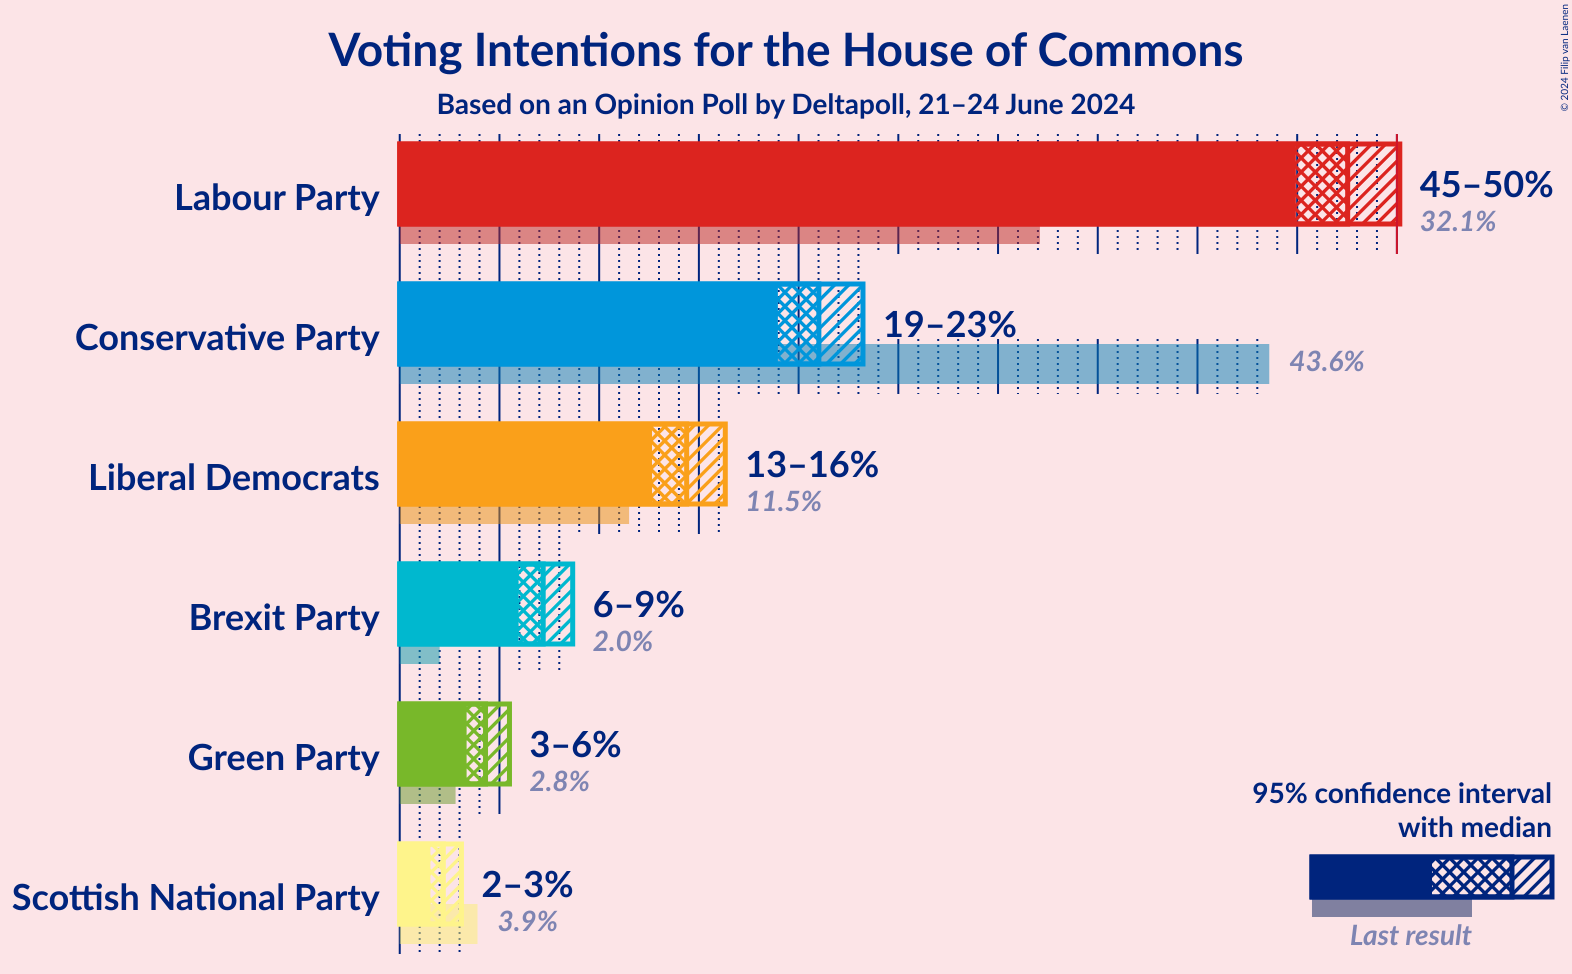 Voting Intentions for the House of Commons
Based on an Opinion Poll by Deltapoll, 21–24 June 2024
© 2024 Filip van Laenen
Labour Party
45–50%
32.1%
Conservative Party
19–23%
43.6%
Liberal Democrats
13–16%
11.5%
Brexit Party
6–9%
2.0%
Green Party
3–6%
2.8%
Scottish National Party
2–3%
3.9%
95% confidence interval
with median
Last result